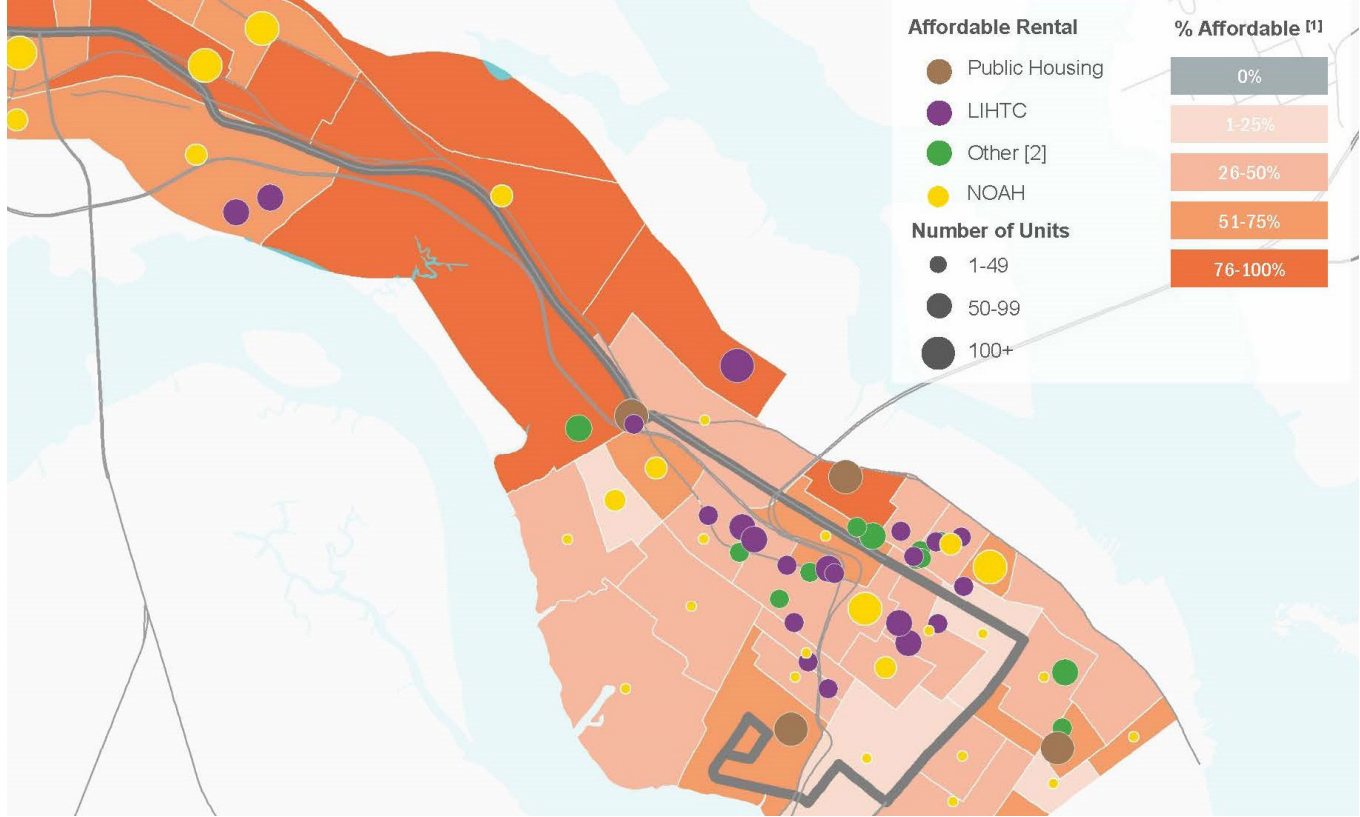 Affordable Rental
Public Housing
LIHTC
Other [2]
NOAH
Number of Units
1-49
50-99
100+
% Affordable [1]
0%
1-25%
26-50%
51-75%
76-100%